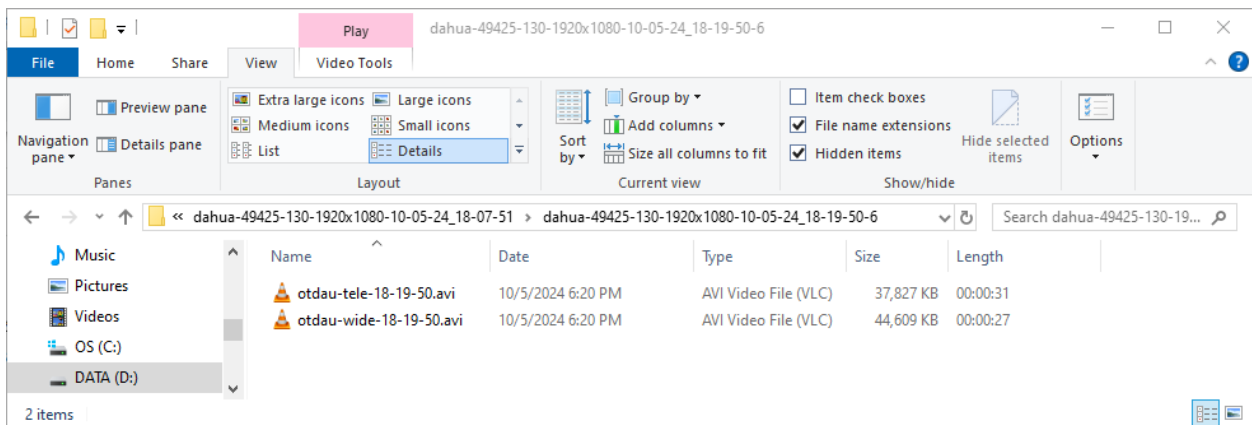 Play dahua-49425-130-1920x1080-10-05-24_18-19-50-6
File Home Share View Video Tools
Navigation pane
Preview pane
Details pane
Panes
Extra large icons Large icons
Medium icons Small icons
List Details
Layout
Sort by
Group by
Add columns
Size all columns to fit
Current view
Item check boxes
File name extensions
Hidden items
Hide selected items
Show/hide
Options
« dahua-49425-130-1920x1080-10-05-24_18-07-51 > dahua-49425-130-1920x1080-10-05-24_18-19-50-6
Search dahua-49425-130-19...
Music
Pictures
Videos
OS (C:)
DATA (D:)
Name Date Type Size Length
otdau-tele-18-19-50.avi 10/5/2024 6:20 PM AVI Video File (VLC) 37,827 KB 00:00:31
otdau-wide-18-19-50.avi 10/5/2024 6:20 PM AVI Video File (VLC) 44,609 KB 00:00:27
2 items